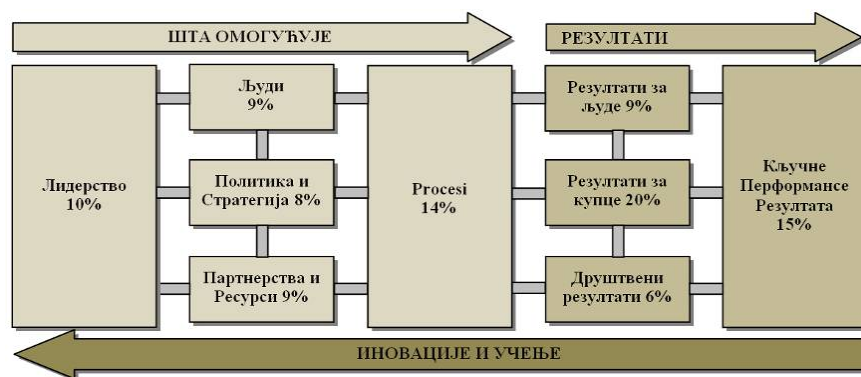 ШТА ОМОГУЋУЈЕ
РЕЗУЛТАТИ
Лидерство
10%
Људи
9%
Политика и
Стратегија 8%
Партнерства и
Ресурси 9%
Procesi
14%
Резултати за
људе 9%
Резултати за
купце 20%
Друштвени
резултати 6%
Кључне
Перформансе
Резултата
15%
ИНОВАЦИЈЕ И УЧЕЊЕ